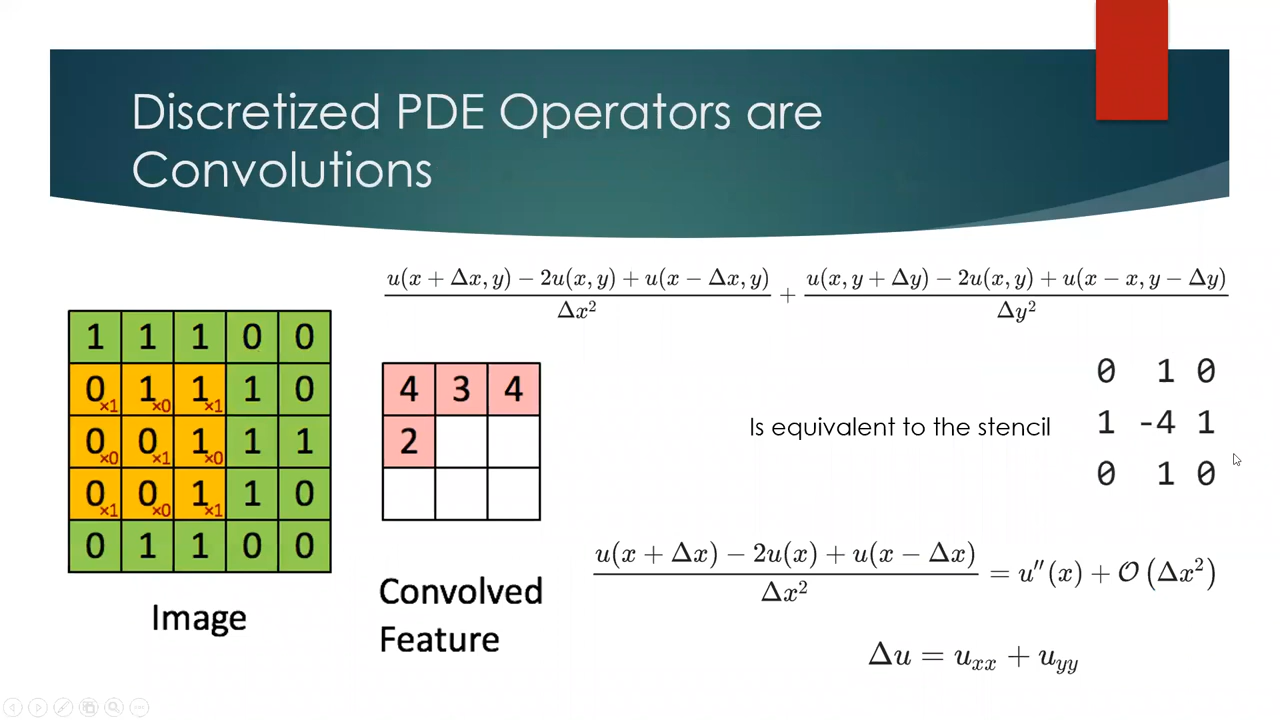 Discretized PDE Operators are
Convolutions
u(x + Δx, y) − 2u(x, y) + u(x − Δx, y) / Δx² + u(x, y + Δy) − 2u(x, y) + u(x − x, y − Δy) / Δy²
1 1 1 0 0
0×1 1×0 1×1 1 0
0×0 0×1 1×0 1 1
0×1 0×0 1×1 1 0
0 1 1 0 0
Image
4 3 4
2
Convolved
Feature
0 1 0
Is equivalent to the stencil 1 -4 1
0 1 0
u(x + Δx) − 2u(x) + u(x − Δx) / Δx² = u′′(x) + O(Δx²)
Δu = uₓₓ + u_yy